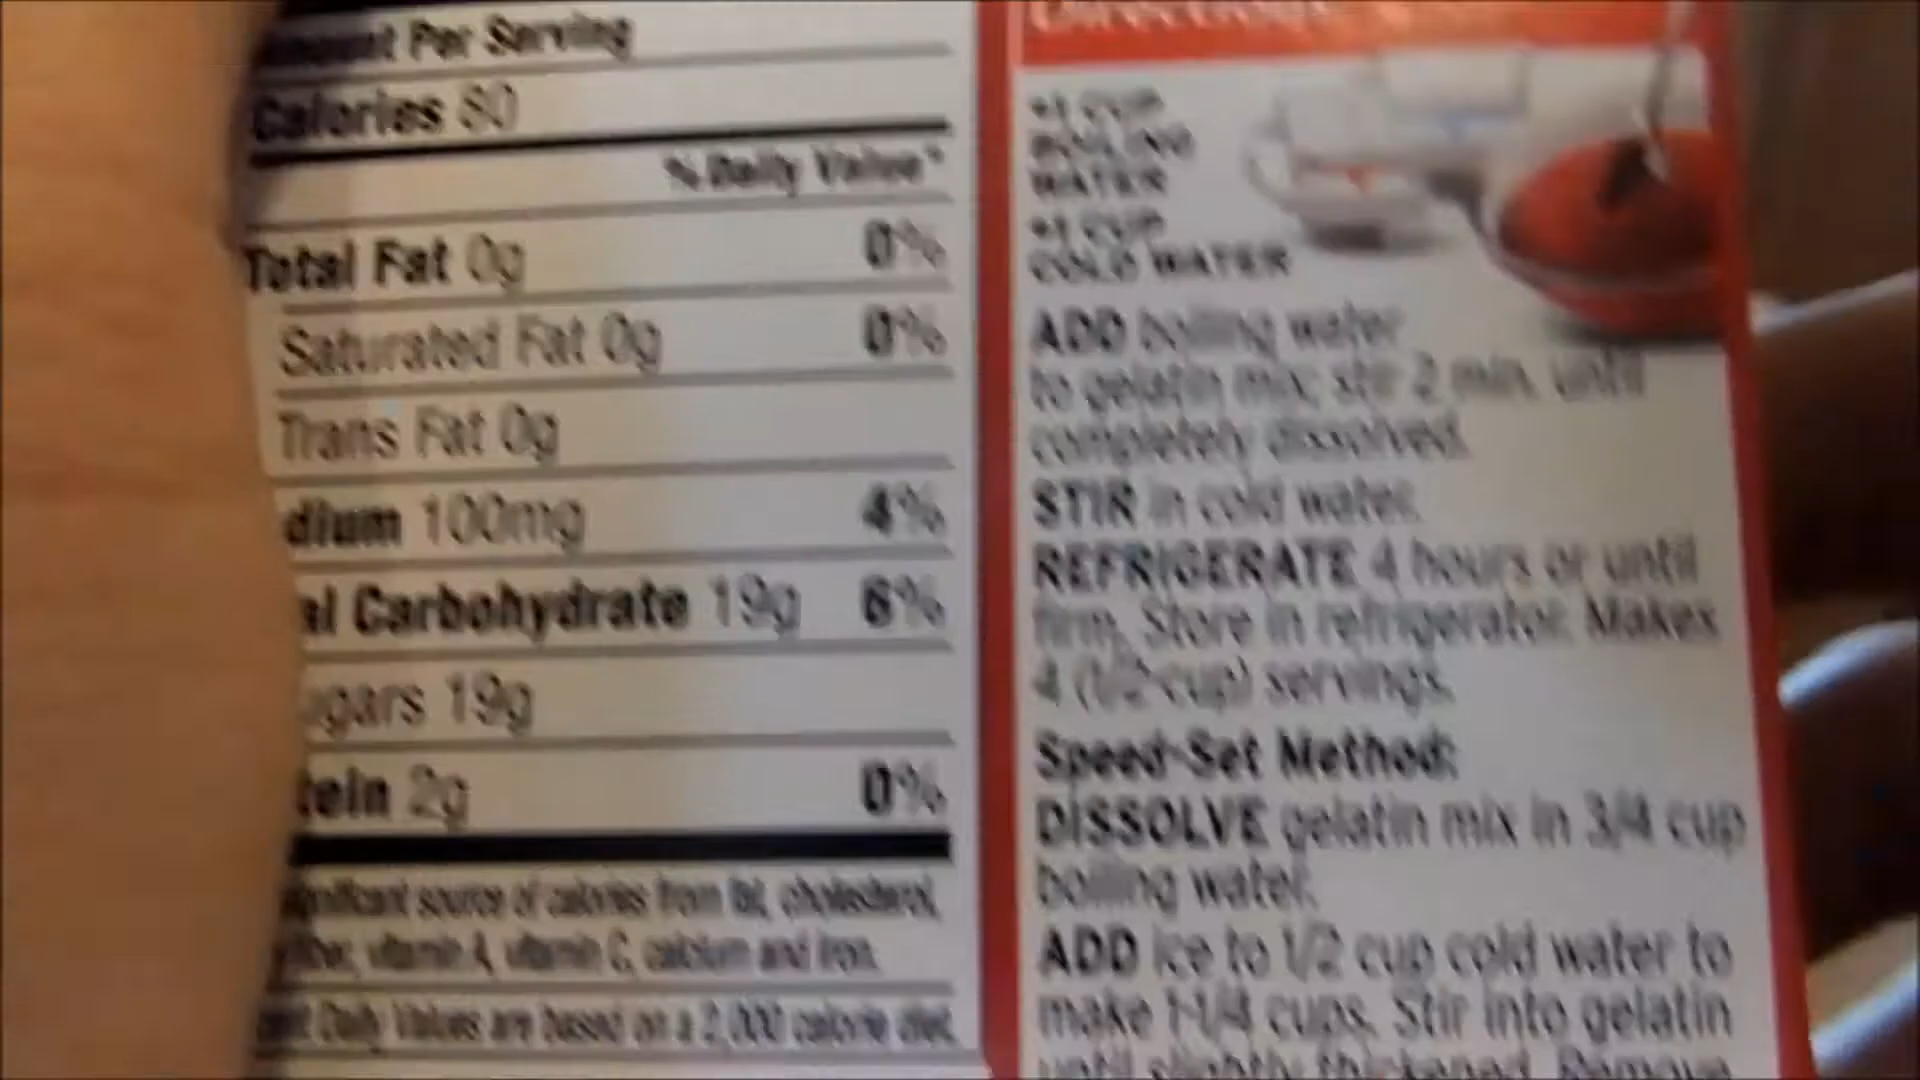 Amount Per Serving
Calories 80
% Daily Value*
Total Fat 0g 0%
Saturated Fat 0g 0%
Trans Fat 0g
dium 100mg 4%
al Carbohydrate 19g 6%
ugars 19g
tein 2g 0%
significant source of calories from fat, cholesterol,
fiber, vitamin A, vitamin C, calcium and iron.
Daily Values are based on a 2,000 calorie diet.
Directions:
•1 CUP
BOILING
WATER
•1 CUP
COLD WATER
ADD boiling water
to gelatin mix; stir 2 min. until
completely dissolved.
STIR in cold water.
REFRIGERATE 4 hours or until
firm. Store in refrigerator. Makes
4 (1/2-cup) servings.
Speed-Set Method:
DISSOLVE gelatin mix in 3/4 cup
boiling water.
ADD ice to 1/2 cup cold water to
make 1-1/4 cups. Stir into gelatin
until slightly thickened. Remove